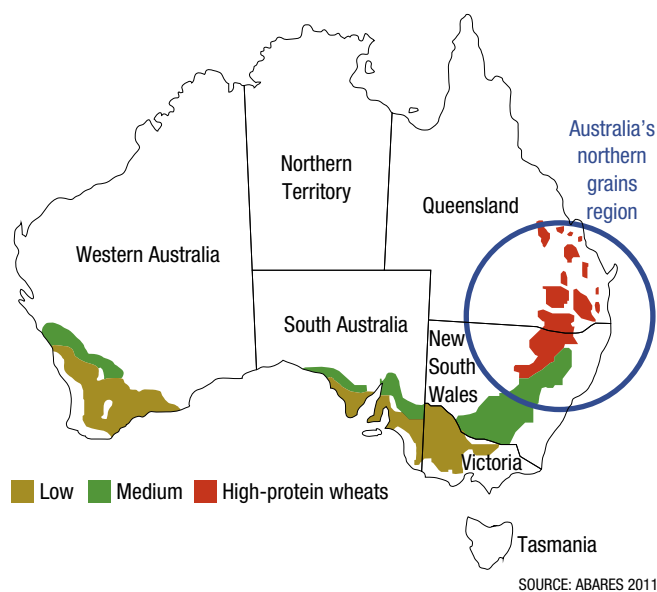 Australia's
northern
grains
region
Northern
Territory
Queensland
Western Australia
South Australia
New
South
Wales
Victoria
Low
Medium
High-protein wheats
Tasmania
SOURCE: ABARES 2011